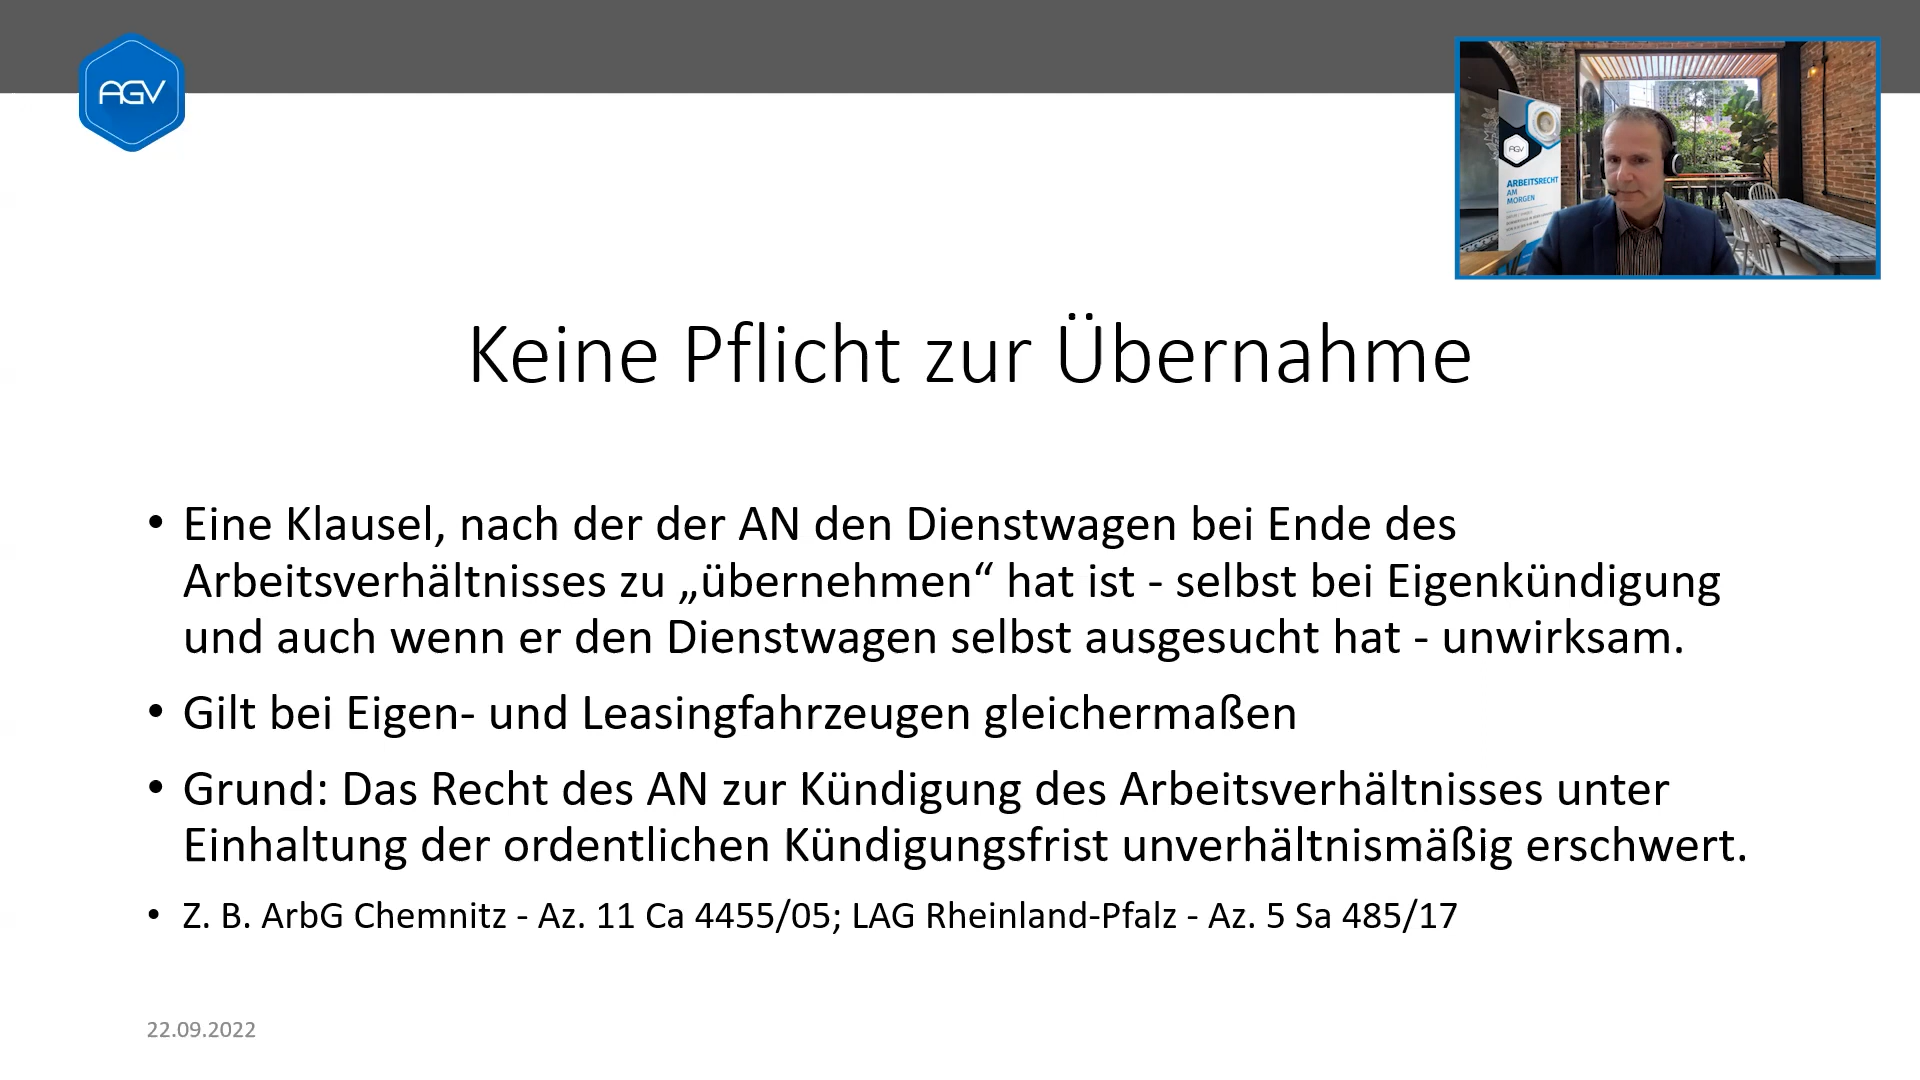 AGV
AGV
ARBEITSRECHT
AM
MORGEN
Keine Pflicht zur Übernahme
• Eine Klausel, nach der der AN den Dienstwagen bei Ende des
Arbeitsverhältnisses zu „übernehmen“ hat ist - selbst bei Eigenkündigung
und auch wenn er den Dienstwagen selbst ausgesucht hat - unwirksam.
• Gilt bei Eigen- und Leasingfahrzeugen gleichermaßen
• Grund: Das Recht des AN zur Kündigung des Arbeitsverhältnisses unter
Einhaltung der ordentlichen Kündigungsfrist unverhältnismäßig erschwert.
• Z. B. ArbG Chemnitz - Az. 11 Ca 4455/05; LAG Rheinland-Pfalz - Az. 5 Sa 485/17
22.09.2022